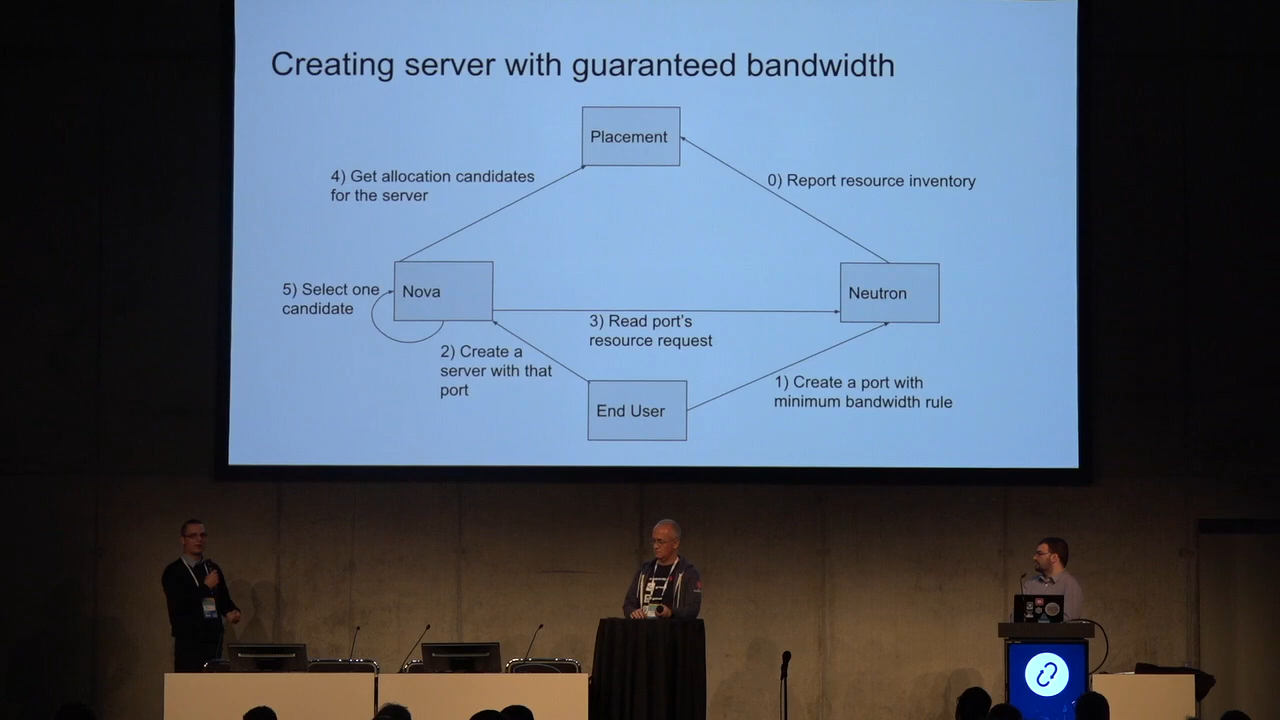 Creating server with guaranteed bandwidth
Placement
4) Get allocation candidates
for the server
0) Report resource inventory
5) Select one
candidate
Nova
Neutron
3) Read port's
resource request
2) Create a
server with that
port
End User
1) Create a port with
minimum bandwidth rule